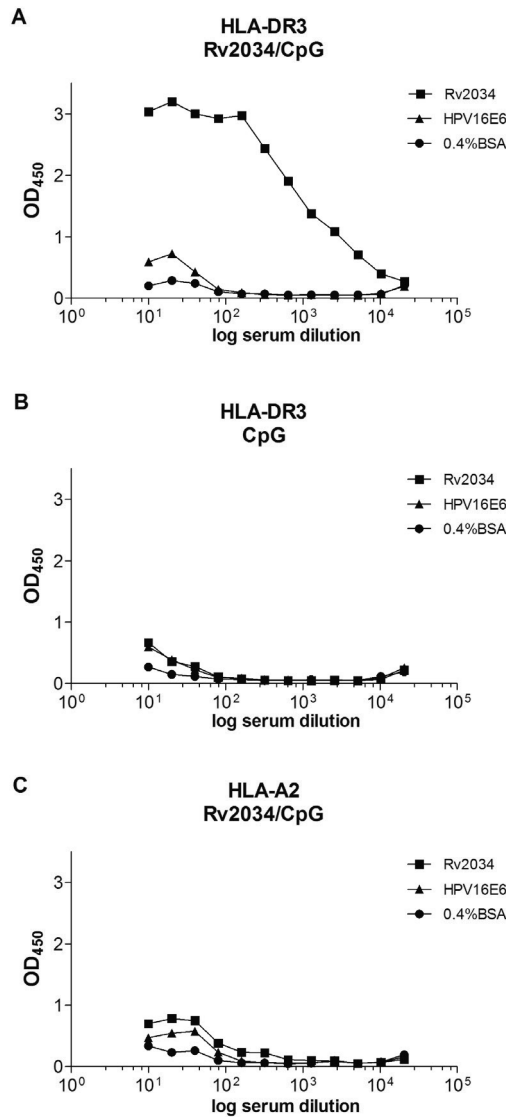 A
HLA-DR3
Rv2034/CpG
Rv2034
HPV16E6
0.4%BSA
3
2
1
0
OD450
10^0 10^1 10^2 10^3 10^4 10^5
log serum dilution
B
HLA-DR3
CpG
Rv2034
HPV16E6
0.4%BSA
3
2
1
0
OD450
10^0 10^1 10^2 10^3 10^4 10^5
log serum dilution
C
HLA-A2
Rv2034/CpG
Rv2034
HPV16E6
0.4%BSA
3
2
1
0
OD450
10^0 10^1 10^2 10^3 10^4 10^5
log serum dilution